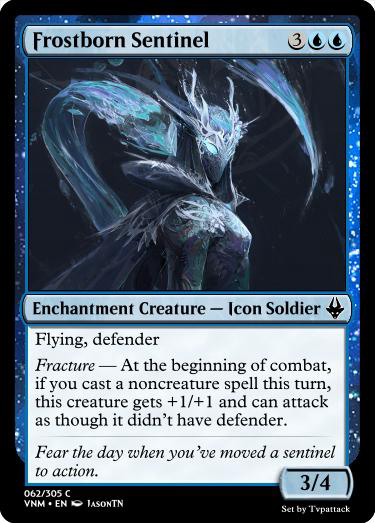 Frostborn Sentinel 3
Enchantment Creature — Icon Soldier
Flying, defender
Fracture — At the beginning of combat,
if you cast a noncreature spell this turn,
this creature gets +1/+1 and can attack
as though it didn't have defender.
Fear the day when you've moved a sentinel
to action.
3/4
062/305 C
VNM • EN JasonTN
Set by Tvpattack